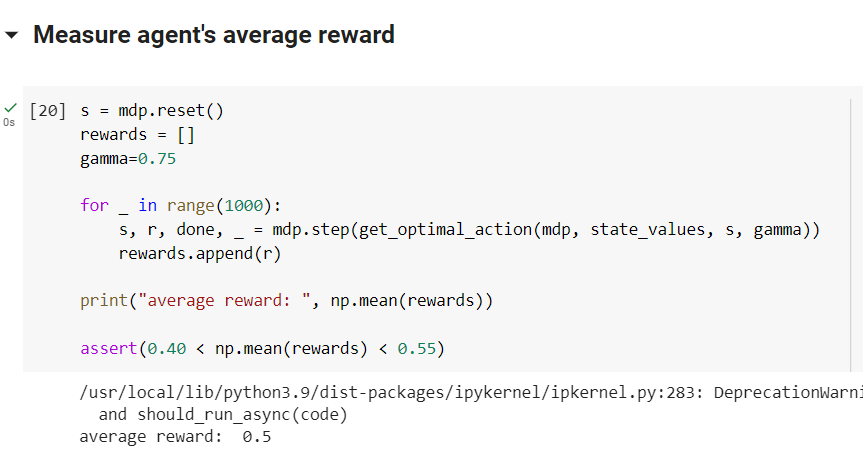 Measure agent's average reward
[20] s = mdp.reset()
0s
rewards = []
gamma=0.75
for _ in range(1000):
    s, r, done, _ = mdp.step(get_optimal_action(mdp, state_values, s, gamma))
    rewards.append(r)
print("average reward: ", np.mean(rewards))
assert(0.40 < np.mean(rewards) < 0.55)
/usr/local/lib/python3.9/dist-packages/ipykernel/ipkernel.py:283: DeprecationWarni
  and should_run_async(code)
average reward:  0.5